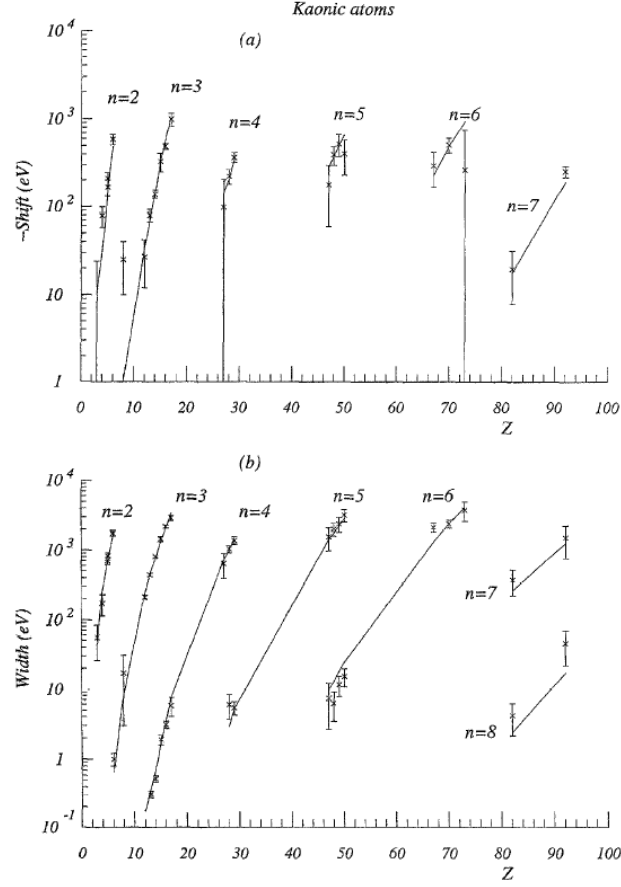 Kaonic atoms
(a)
n=2
n=3
n=4
n=5
n=6
n=7
10^4
10^3
10^2
10
1
−Shift (eV)
0 10 20 30 40 50 60 70 80 90 100
Z
(b)
n=2
n=3
n=4
n=5
n=6
n=7
n=8
10^4
10^3
10^2
10
1
10^-1
Width (eV)
0 10 20 30 40 50 60 70 80 90 100
Z